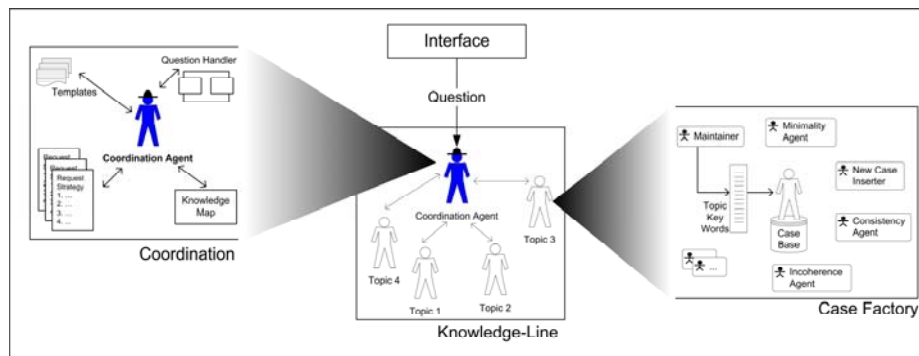 Interface
Question
Question Handler
Templates
Coordination Agent
Request
Request
Request
Strategy
1. ...
2. ...
3. ...
4. ...
Knowledge
Map
Coordination
Coordination Agent
Topic 3
Topic 4
Topic 1
Topic 2
Knowledge-Line
Maintainer
Minimality
Agent
New Case
Inserter
Topic
Key
Words
Case
Base
Consistency
Agent
...
Incoherence
Agent
Case Factory